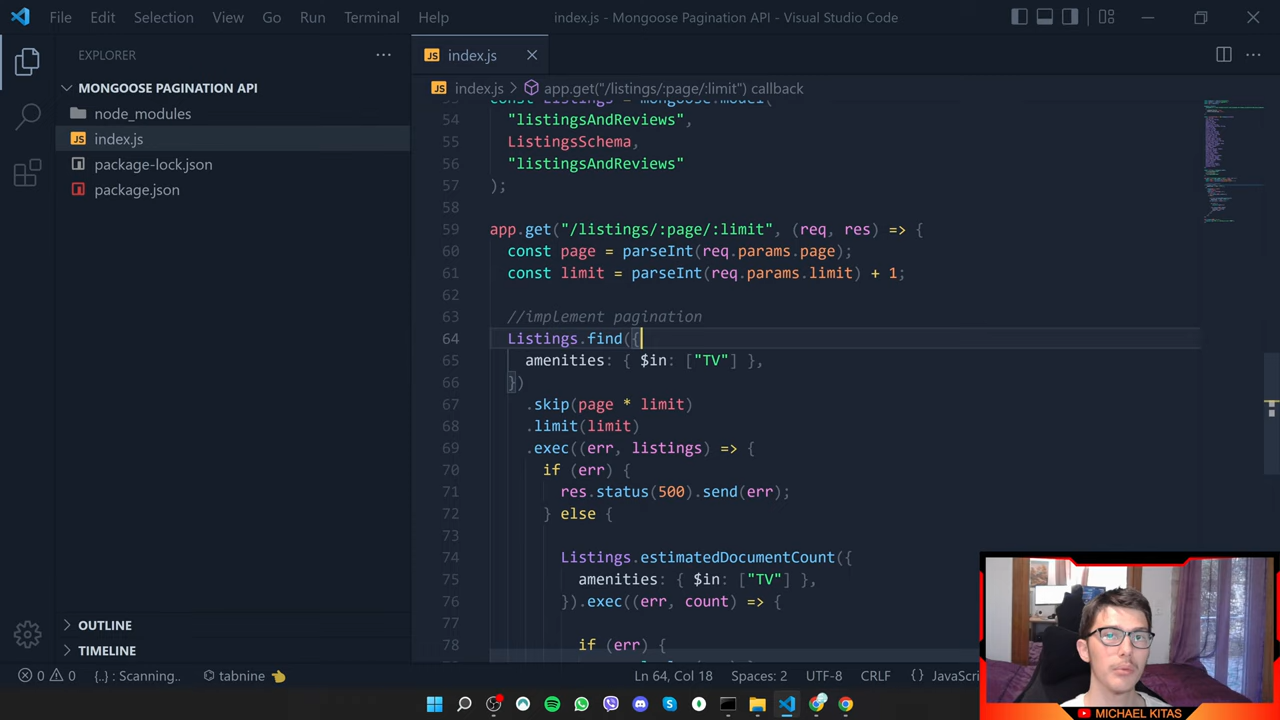 File Edit Selection View Go Run Terminal Help index.js - Mongoose Pagination API - Visual Studio Code
EXPLORER
MONGOOSE PAGINATION API
node_modules
JS index.js
package-lock.json
package.json
OUTLINE
TIMELINE
JS index.js
JS index.js > app.get("/listings/:page/:limit") callback
54 "listingsAndReviews",
55 ListingsSchema,
56 "listingsAndReviews"
57 );
58
59 app.get("/listings/:page/:limit", (req, res) => {
60 const page = parseInt(req.params.page);
61 const limit = parseInt(req.params.limit) + 1;
62
63 //implement pagination
64 Listings.find({
65 amenities: { $in: ["TV"] },
66 })
67 .skip(page * limit)
68 .limit(limit)
69 .exec((err, listings) => {
70 if (err) {
71 res.status(500).send(err);
72 } else {
73
74 Listings.estimatedDocumentCount({
75 amenities: { $in: ["TV"] },
76 }).exec((err, count) => {
77
78 if (err) {
0 0 {..} : Scanning.. tabnine Ln 64, Col 18 Spaces: 2 UTF-8 CRLF {} JavaScri
MICHAEL KITAS